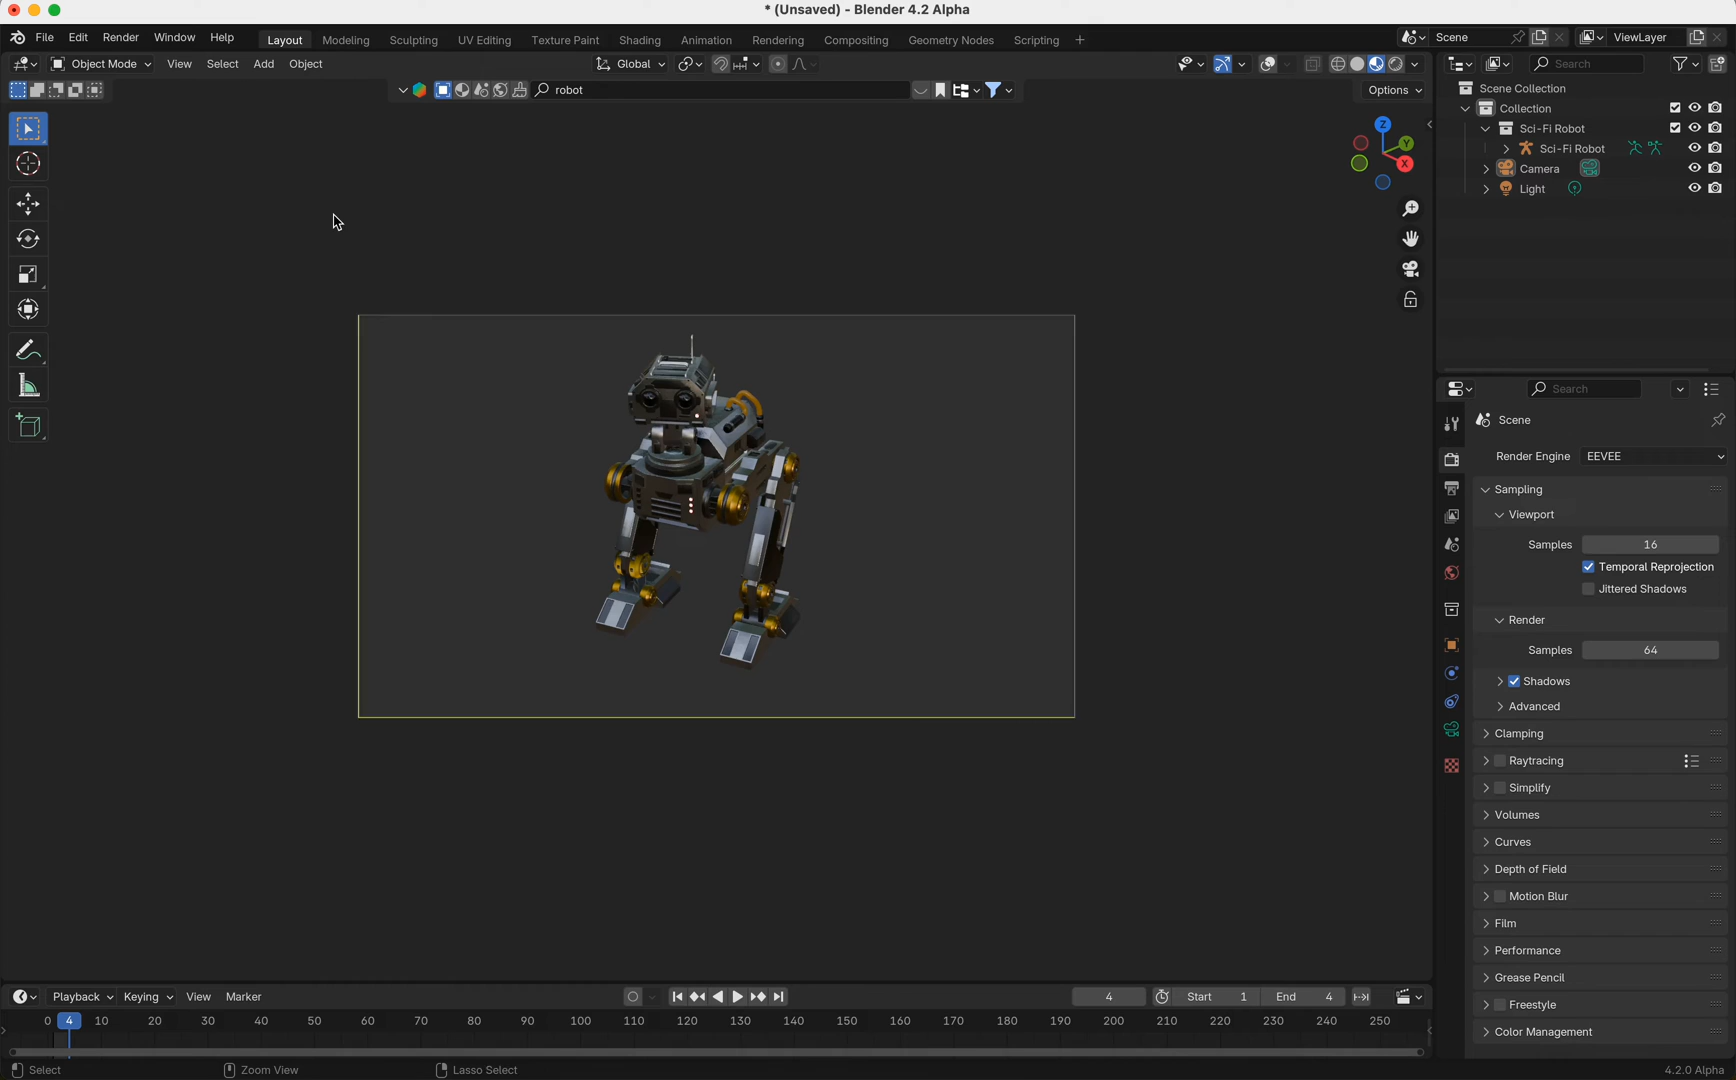 * (Unsaved) - Blender 4.2 Alpha
File Edit Render Window Help Layout Modeling Sculpting UV Editing Texture Paint Shading Animation Rendering Compositing Geometry Nodes Scripting + Scene ViewLayer
Object Mode View Select Add Object Global Search
robot Options
Scene Collection
Collection
Sci-Fi Robot
Sci-Fi Robot
Camera
Light
Z
Y
X
Search
Scene
Render Engine EEVEE
Sampling
Viewport
Samples 16
Temporal Reprojection
Jittered Shadows
Render
Samples 64
Shadows
Advanced
Clamping
Raytracing
Simplify
Volumes
Curves
Depth of Field
Motion Blur
Film
Performance
Grease Pencil
Freestyle
Color Management
Playback Keying View Marker 4 Start 1 End 4
0 4 10 20 30 40 50 60 70 80 90 100 110 120 130 140 150 160 170 180 190 200 210 220 230 240 250
Select Zoom View Lasso Select 4.2.0 Alpha